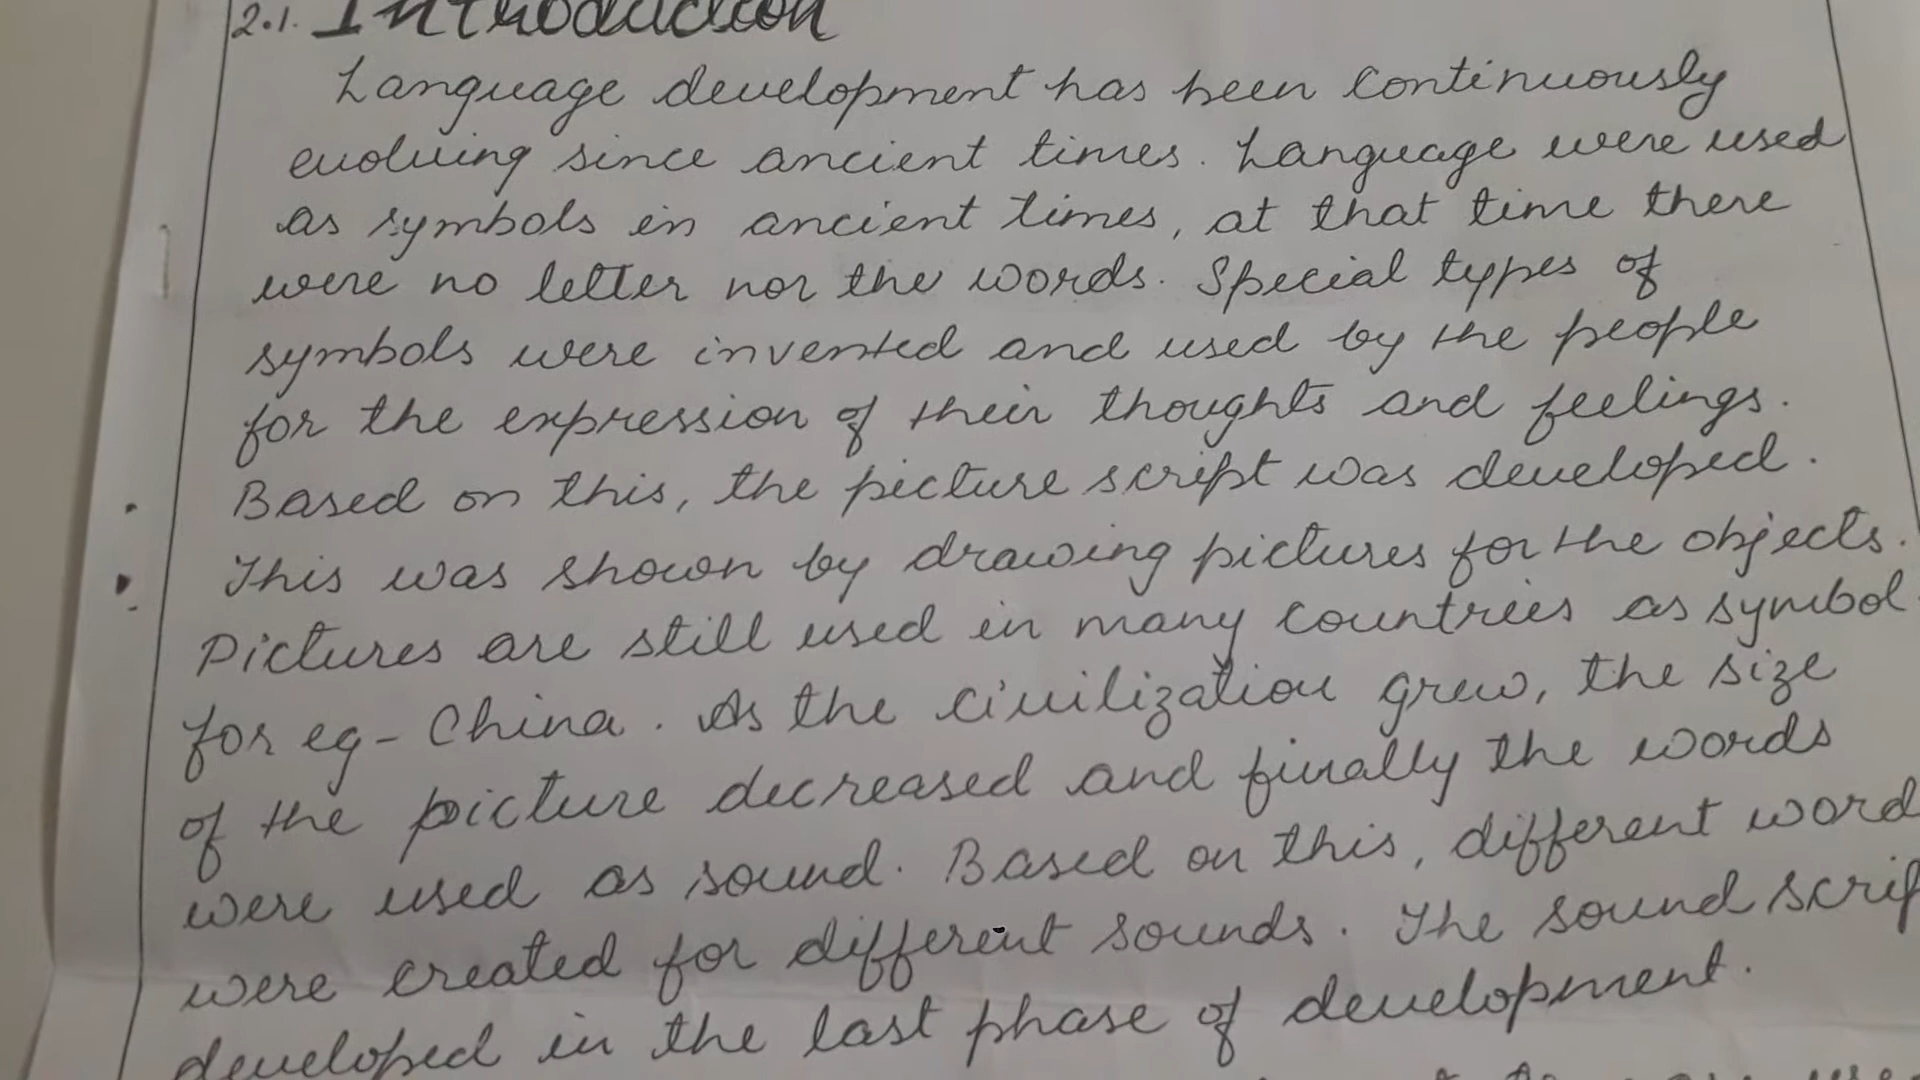 2.1. Introduction
Language development has been continuously
evolving since ancient times. Language were used
as symbols in ancient times, at that time there
were no letter nor the words. Special types of
symbols were invented and used by the people
for the expression of their thoughts and feelings.
Based on this, the picture script was developed.
This was shown by drawing pictures for the objects.
Pictures are still used in many countries as symbol
for eg - China. As the civilization grew, the size
of the picture decreased and finally the words
were used as sound. Based on this, different word
were created for different sounds. The sound scrip
developed in the last phase of development.